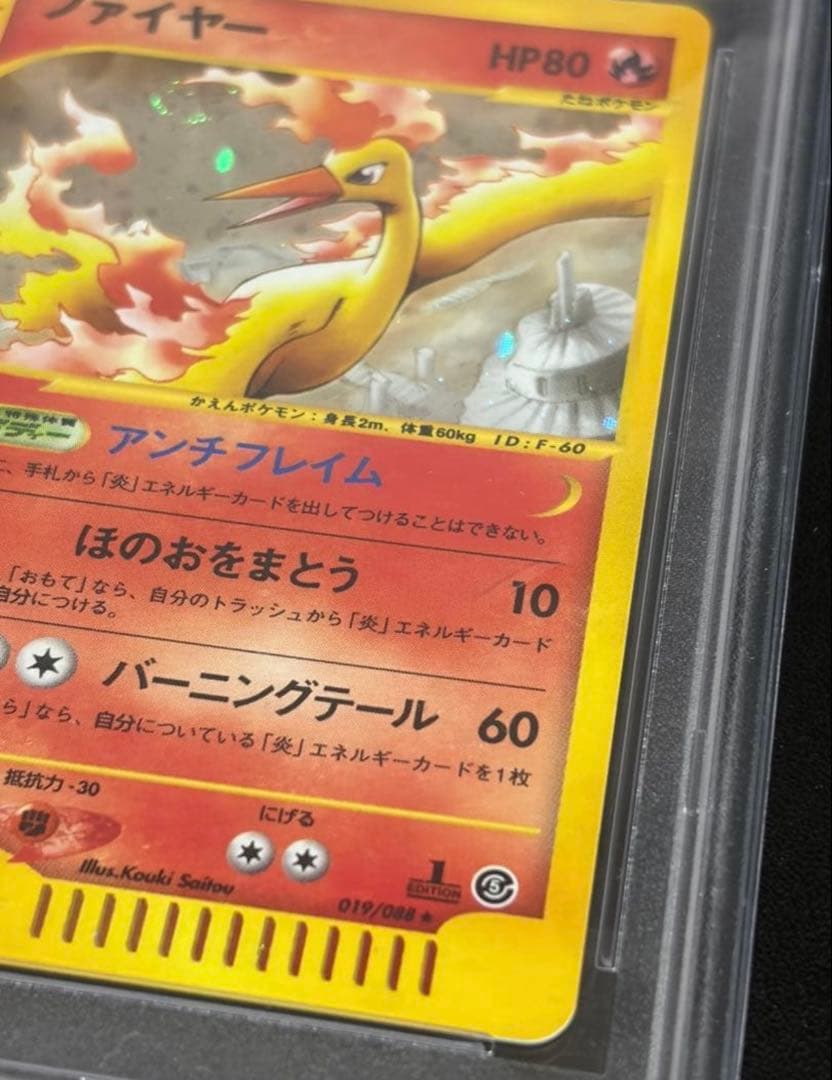 ファイヤー
HP80
たねポケモン
かえんポケモン：身長2m、体重60kg ID：F-60
特殊体質
アンチフレイム
、手札から「炎」エネルギーカードを出してつけることはできない。
ほのおをまとう 10
「おもて」なら、自分のトラッシュから「炎」エネルギーカード
自分につける。
バーニングテール 60
ら」なら、自分についている「炎」エネルギーカードを1枚
抵抗力 -30
にげる
Illus.Kouki Saitou
1 EDITION
5
019/088 ★